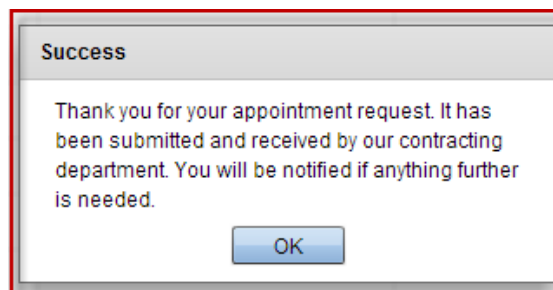 Success
Thank you for your appointment request. It has
been submitted and received by our contracting
department. You will be notified if anything further
is needed.
OK